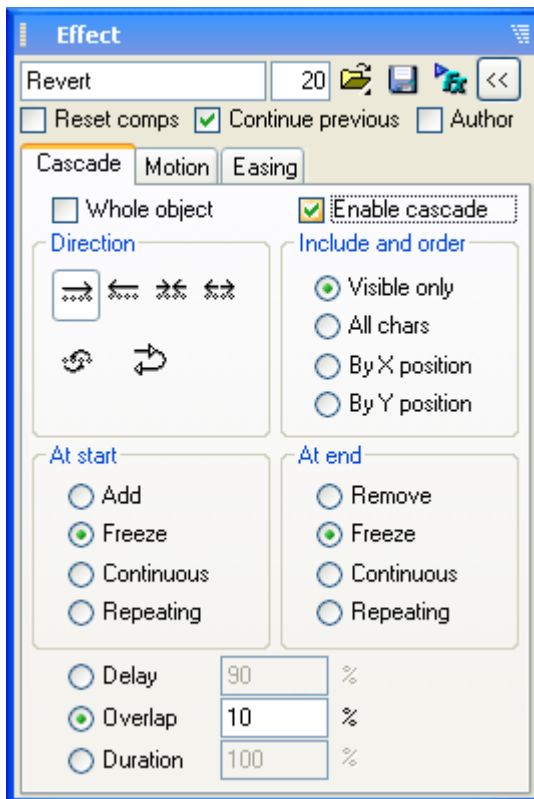 Effect
Revert 20 Fx <<
Reset comps Continue previous Author
Cascade Motion Easing
Whole object Enable cascade
Direction
Include and order
Visible only
All chars
By X position
By Y position
At start
Add
Freeze
Continuous
Repeating
At end
Remove
Freeze
Continuous
Repeating
Delay 90 %
Overlap 10 %
Duration 100 %